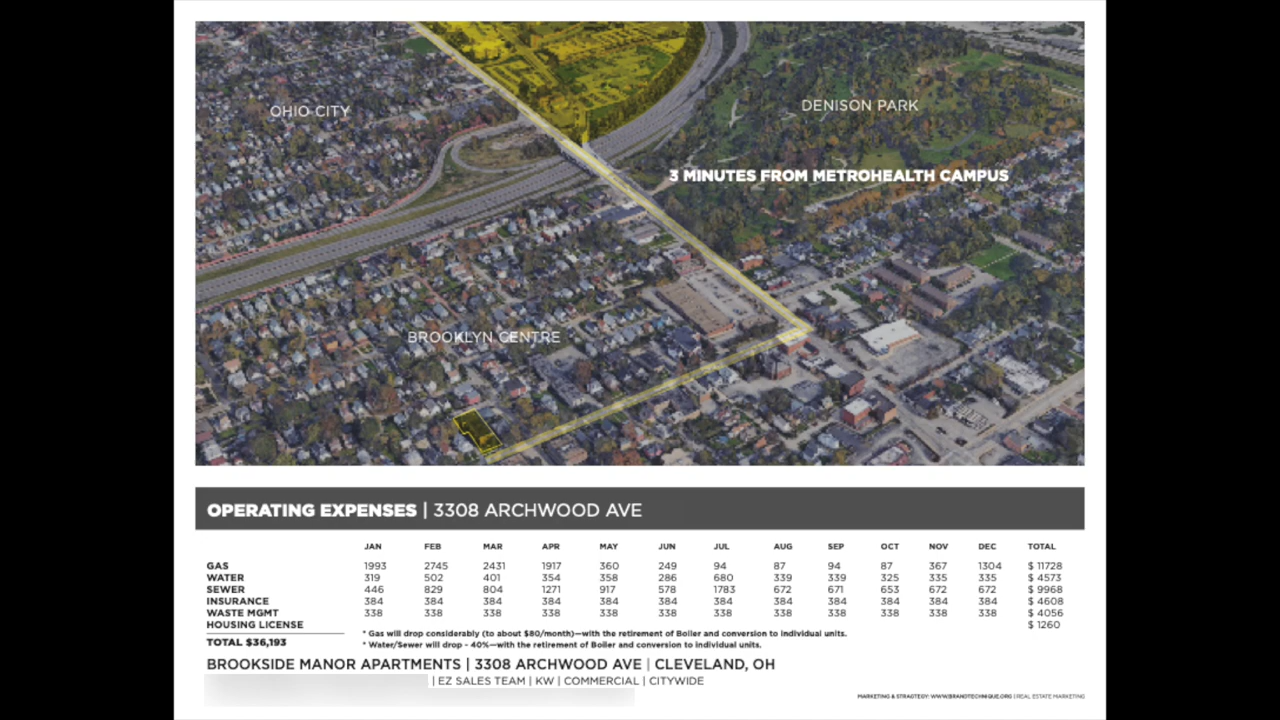 OHIO CITY
DENISON PARK
3 MINUTES FROM METROHEALTH CAMPUS
BROOKLYN CENTRE
OPERATING EXPENSES | 3308 ARCHWOOD AVE
JAN FEB MAR APR MAY JUN JUL AUG SEP OCT NOV DEC TOTAL
GAS 1993 2745 2431 1917 360 249 94 87 94 87 367 1304 $ 11728
WATER 319 502 401 354 358 286 680 339 339 325 335 335 $ 4573
SEWER 446 829 804 1271 917 578 1783 672 671 653 672 672 $ 9968
INSURANCE 384 384 384 384 384 384 384 384 384 384 384 384 $ 4608
WASTE MGMT 338 338 338 338 338 338 338 338 338 338 338 338 $ 4056
HOUSING LICENSE $ 1260
TOTAL $36,193
* Gas will drop considerably (to about $80/month)—with the retirement of Boiler and conversion to individual units.
* Water/Sewer will drop - 40%—with the retirement of Boiler and conversion to individual units.
BROOKSIDE MANOR APARTMENTS | 3308 ARCHWOOD AVE | CLEVELAND, OH
| EZ SALES TEAM | KW | COMMERCIAL | CITYWIDE
MARKETING & STRAGTEGY: WWW.BRANDTECHNIQUE.ORG | REAL ESTATE MARKETING